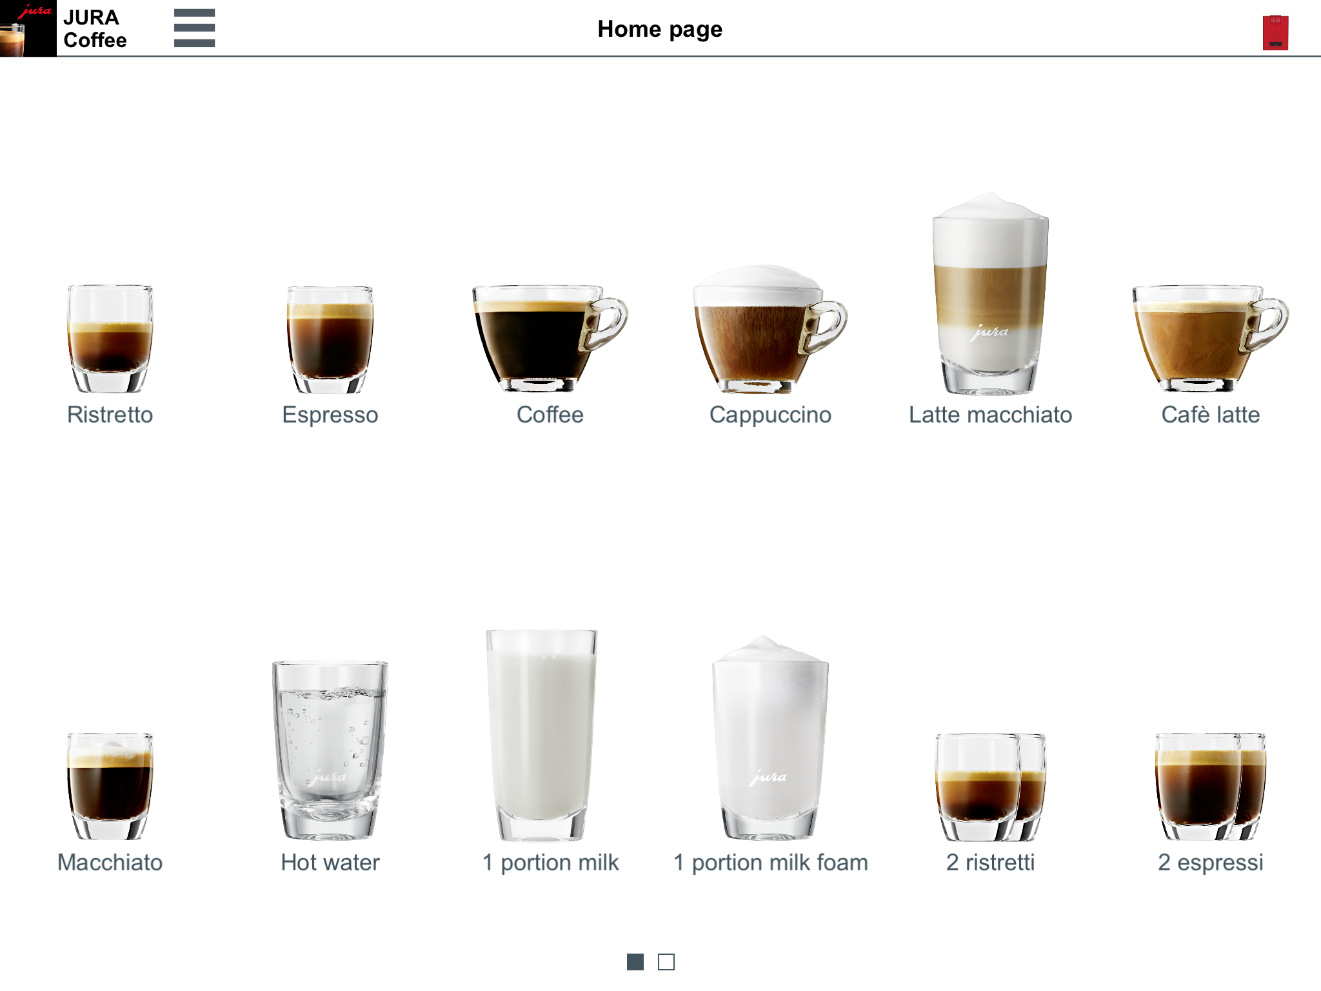 jura
JURA
Coffee
Home page
jura
Ristretto
Espresso
Coffee
Cappuccino
Latte macchiato
Cafè latte
jura
jura
Macchiato
Hot water
1 portion milk
1 portion milk foam
2 ristretti
2 espressi